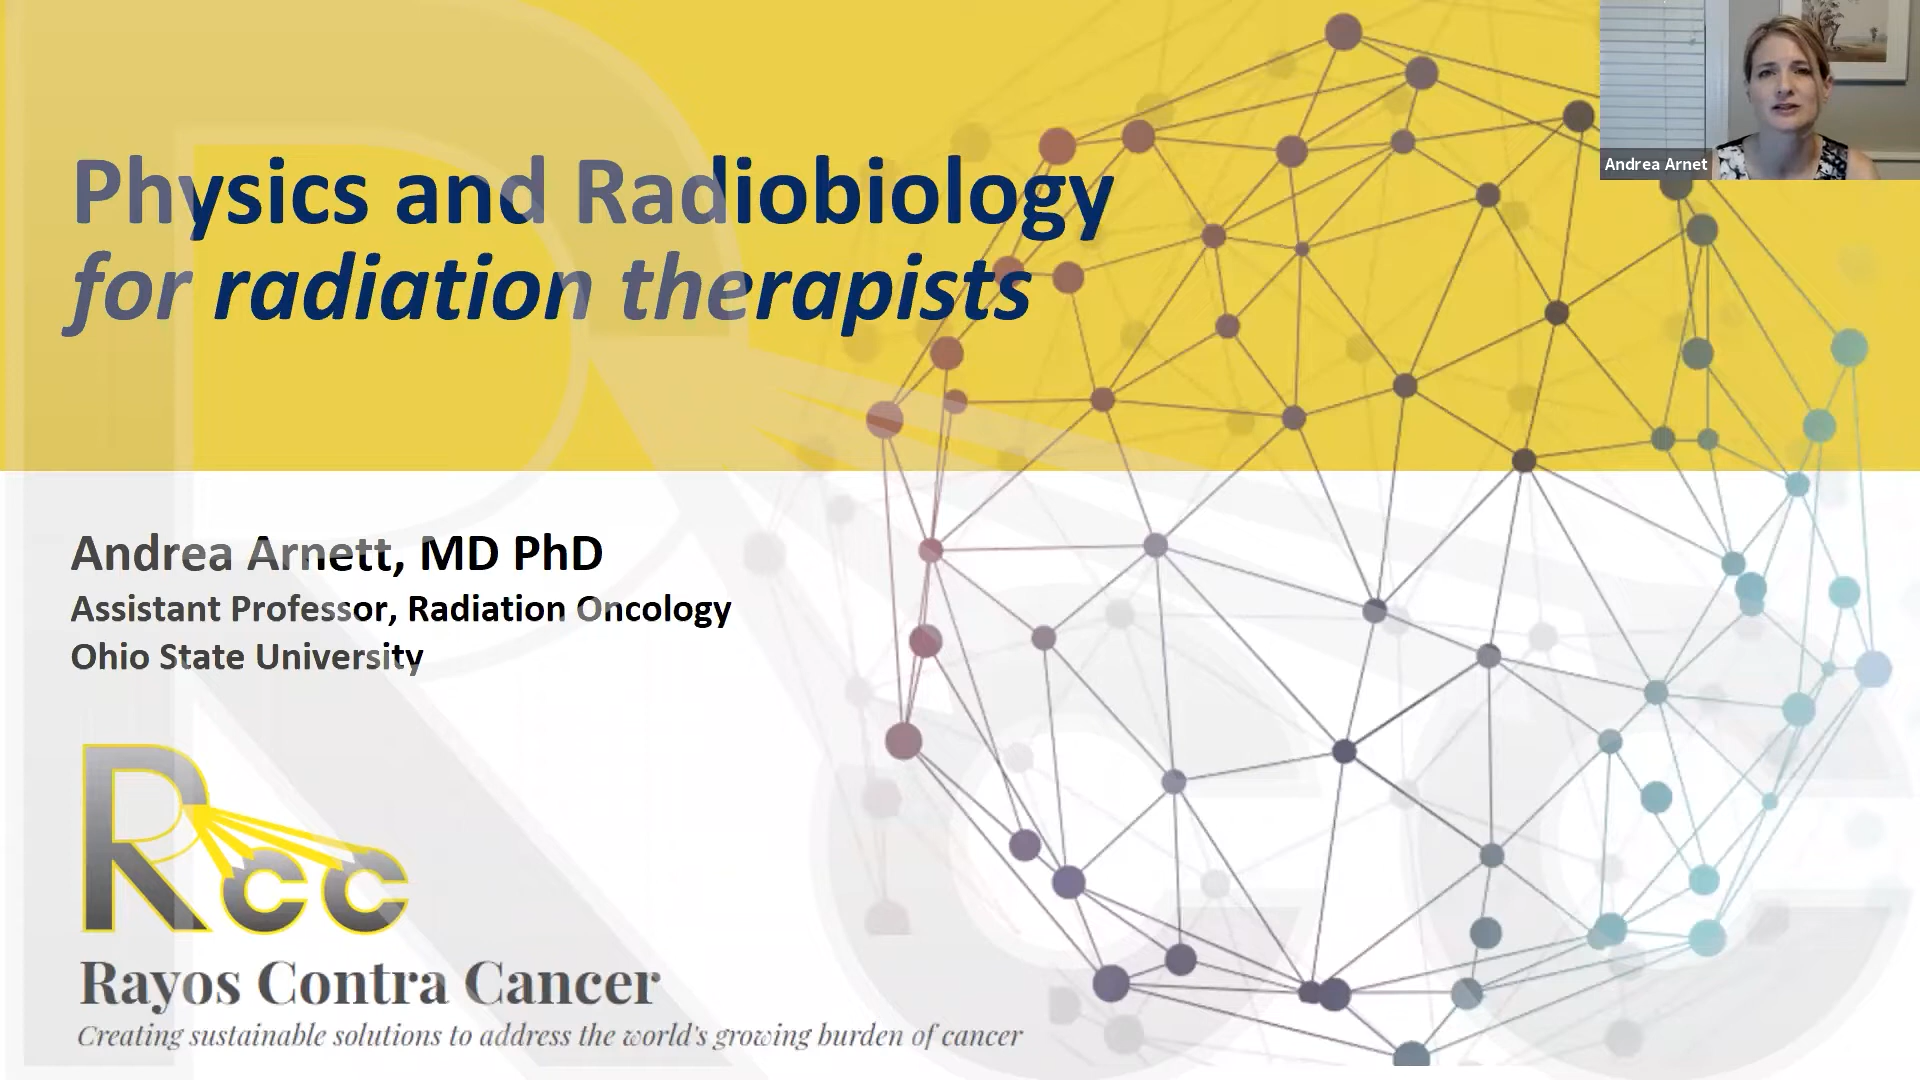 Physics and Radiobiology
for radiation therapists
Andrea Arnet
Andrea Arnett, MD PhD
Assistant Professor, Radiation Oncology
Ohio State University
Rcc
Rayos Contra Cancer
Creating sustainable solutions to address the world's growing burden of cancer